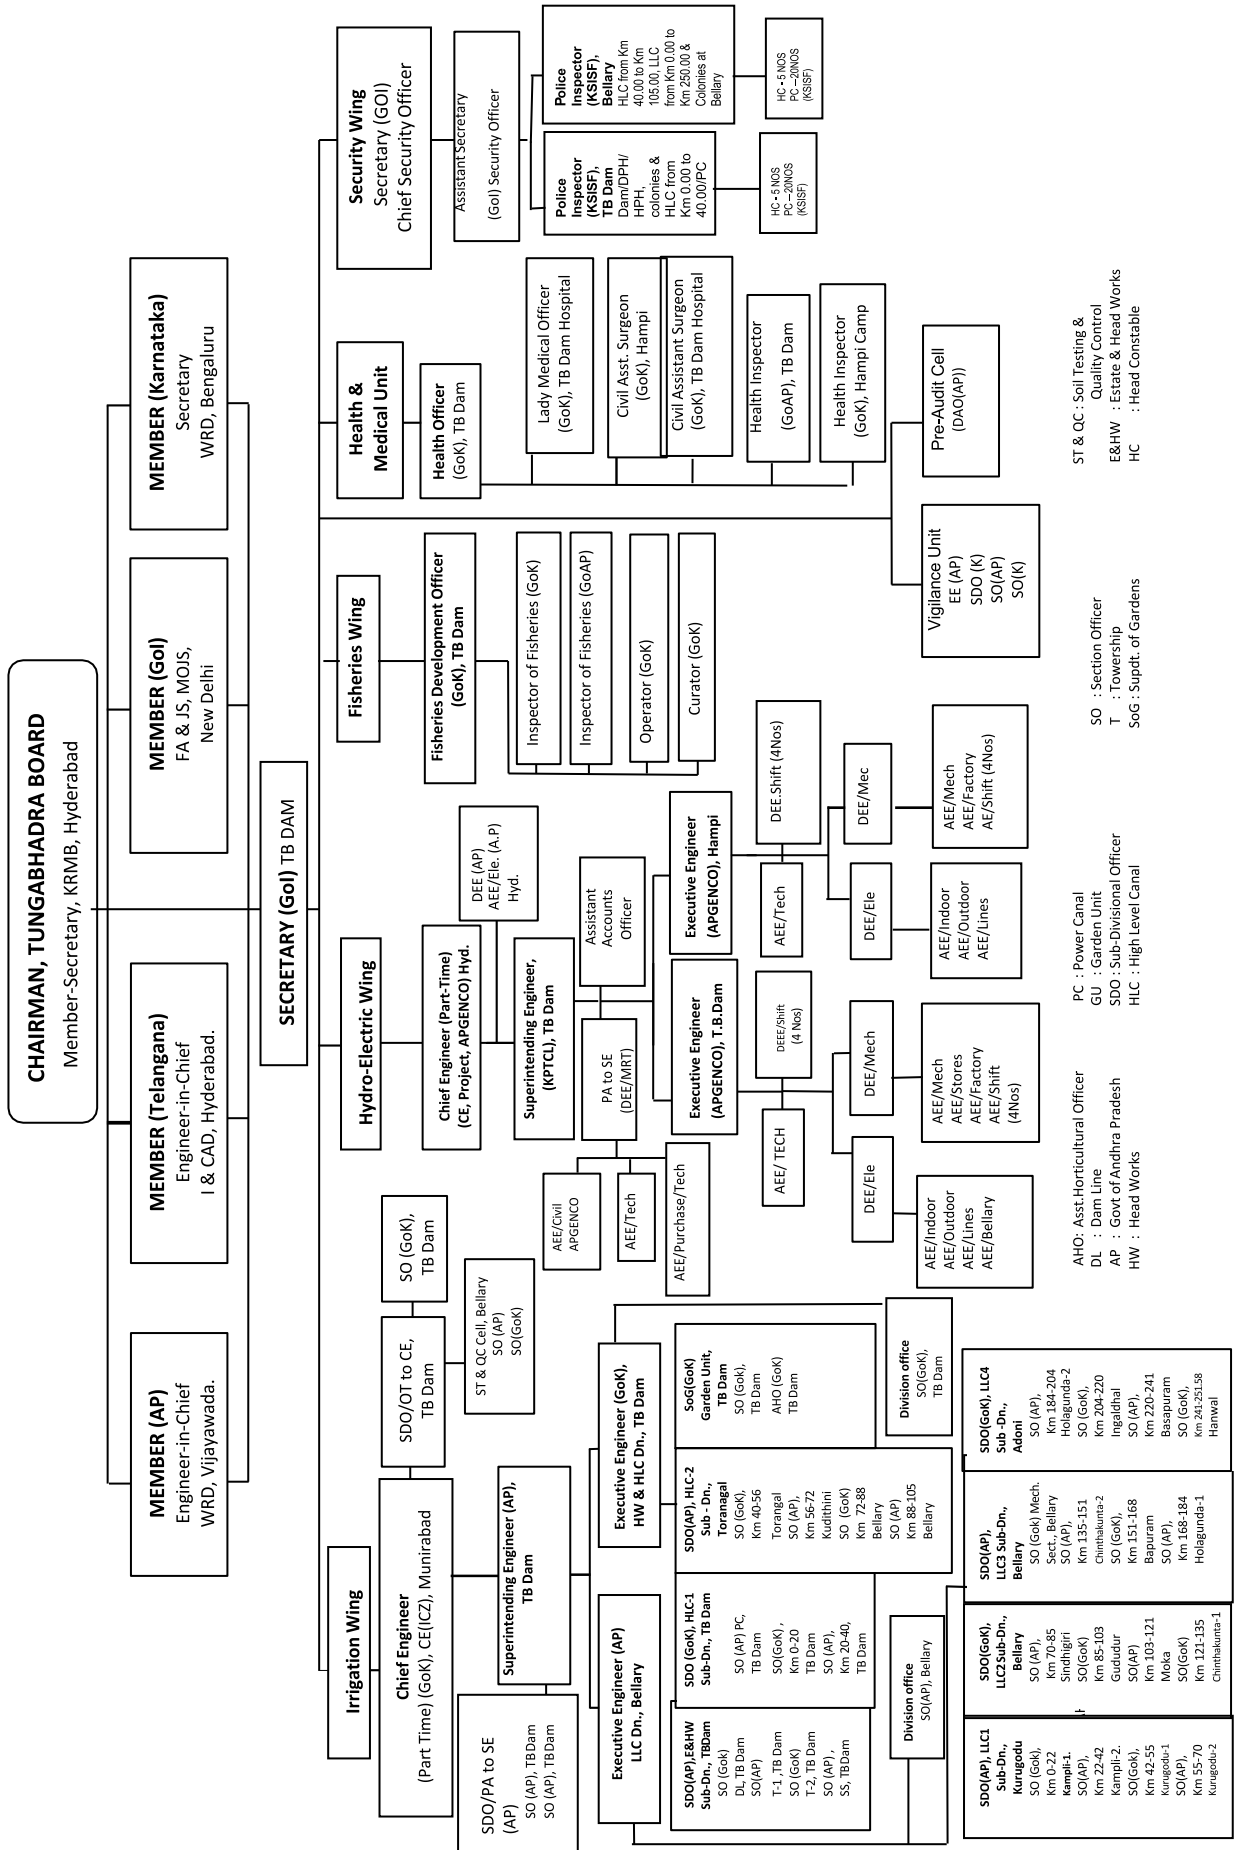 CHAIRMAN, TUNGABHADRA BOARD
Member-Secretary, KRMB, Hyderabad
MEMBER (AP)
Engineer-in-Chief
WRD, Vijayawada.
MEMBER (Telangana)
Engineer-in-Chief
I & CAD, Hyderabad.
MEMBER (GoI)
FA & JS, MOJS,
New Delhi
MEMBER (Karnataka)
Secretary
WRD, Bengaluru
SECRETARY (GoI) TB DAM
Irrigation Wing
Chief Engineer
(Part Time) (GoK), CE(ICZ), Munirabad
SDO/OT to CE,
TB Dam
SO (GoK),
TB Dam
ST & QC Cell, Bellary
SO (AP)
SO(GoK)
SDO/PA to SE
(AP)
SO (AP), TB Dam
SO (AP), TB Dam
Superintending Engineer (AP),
TB Dam
Executive Engineer (AP)
LLC Dn., Bellary
Executive Engineer (GoK),
HW & HLC Dn., TB Dam
SDO(AP),E&HW
Sub-Dn., TBDam
SO (Gok)
DL, TB Dam
SO(AP)
T-1 ,TB Dam
SO (GoK)
T-2, TB Dam
SO (AP) ,
SS, TBDam
SDO (GoK), HLC-1
Sub-Dn., TB Dam
SO (AP) PC,
TB Dam
SO(GoK) ,
Km 0-20
TB Dam
SO (AP),
Km 20-40,
TB Dam
SDO(AP), HLC-2
Sub - Dn.,
Toranagal
SO (GoK),
Km 40-56
Torangal
SO (AP),
Km 56-72
Kudithini
SO (GoK)
Km 72-88
Bellary
SO (AP)
Km 88-105
Bellary
SoG(GoK)
Garden Unit,
TB Dam
SO (Gok),
TB Dam
AHO (GoK)
TB Dam
Division office
SO(AP), Bellary
Division office
SO(GoK),
TB Dam
SDO(AP), LLC1
Sub-Dn.,
Kurugodu
SO (Gok),
Km 0-22
Kampli-1.
SO(AP),
Km 22-42
Kampli-2.
SO(Gok),
Km 42-55
Kurugodu-1
SO(AP),
Km 55-70
Kurugodu-2
SDO(GoK),
LLC2 Sub-Dn.,
Bellary
SO (AP),
Km 70-85
Sindhigiri
SO(GoK)
Km 85-103
Gududur
SO(AP)
Km 103-121
Moka
SO(GoK)
Km 121-135
Chinthakunta-1
SDO(AP),
LLC3 Sub-Dn.,
Bellary
SO (Gok) Mech.
Sect., Bellary
SO (AP),
Km 135-151
Chinthakunta-2
SO (GoK),
Km 151-168
Bapuram
SO (AP),
Km 168-184
Holagunda-1
SDO(GoK), LLC4
Sub -Dn.,
Adoni
SO (AP),
Km 184-204
Holagunda-2
SO (GoK),
Km 204-220
Ingaldhal
SO (AP),
Km 220-241
Basapuram
SO (GoK),
Km 241-251.58
Hanwal
Hydro-Electric Wing
Chief Engineer (Part-Time)
(CE, Project, APGENCO) Hyd.
DEE (AP)
AEE/Ele. (A.P)
Hyd.
Superintending Engineer,
(KPTCL), TB Dam
Assistant
Accounts
Officer
PA to SE
(DEE/MRT)
AEE/Civil
APGENCO
AEE/Tech
AEE/Purchase/Tech
Executive Engineer
(APGENCO), T.B.Dam
Executive Engineer
(APGENCO), Hampi
AEE/ TECH
DEEE/Shift
(4 Nos)
DEE/Ele
DEE/Mech
AEE/Indoor
AEE/Outdoor
AEE/Lines
AEE/Bellary
AEE/Mech
AEE/Stores
AEE/Factory
AEE/Shift
(4Nos)
AEE/Tech
DEE.Shift (4Nos)
DEE/Ele
DEE/Mec
AEE/Indoor
AEE/Outdoor
AEE/Lines
AEE/Mech
AEE/Factory
AE/Shift (4Nos)
Fisheries Wing
Fisheries Development Officer
(GoK), TB Dam
Inspector of Fisheries (GoK)
Inspector of Fisheries (GoAP)
Operator (GoK)
Curator (GoK)
Health &
Medical Unit
Health Officer
(GoK), TB Dam
Lady Medical Officer
(GoK), TB Dam Hospital
Civil Asst. Surgeon
(GoK), Hampi
Civil Assistant Surgeon
(GoK), TB Dam Hospital
Health Inspector
(GoAP), TB Dam
Health Inspector
(GoK), Hampi Camp
Vigilance Unit
EE (AP)
SDO (K)
SO(AP)
SO(K)
Pre-Audit Cell
(DAO(AP))
Security Wing
Secretary (GOI)
Chief Security Officer
Assistant Secretary
(GoI) Security Officer
Police
Inspector
(KSISF),
TB Dam
Dam/DPH/
HPH,
colonies &
HLC from
Km 0.00 to
40.00/PC
Police
Inspector
(KSISF),
Bellary
HLC from Km
40.00 to Km
105.00, LLC
from Km 0.00 to
Km 250.00 &
Colonies at
Bellary
HC - 5 NOS
PC – 20NOS
(KSISF)
HC - 5 NOS
PC – 20NOS
(KSISF)
AHO: Asst.Horticultural Officer
DL : Dam Line
AP : Govt of Andhra Pradesh
HW : Head Works
PC : Power Canal
GU : Garden Unit
SDO : Sub-Divisional Officer
HLC : High Level Canal
SO : Section Officer
T : Towership
SoG : Supdt. of Gardens
ST & QC : Soil Testing &
Quality Control
E&HW : Estate & Head Works
HC : Head Constable